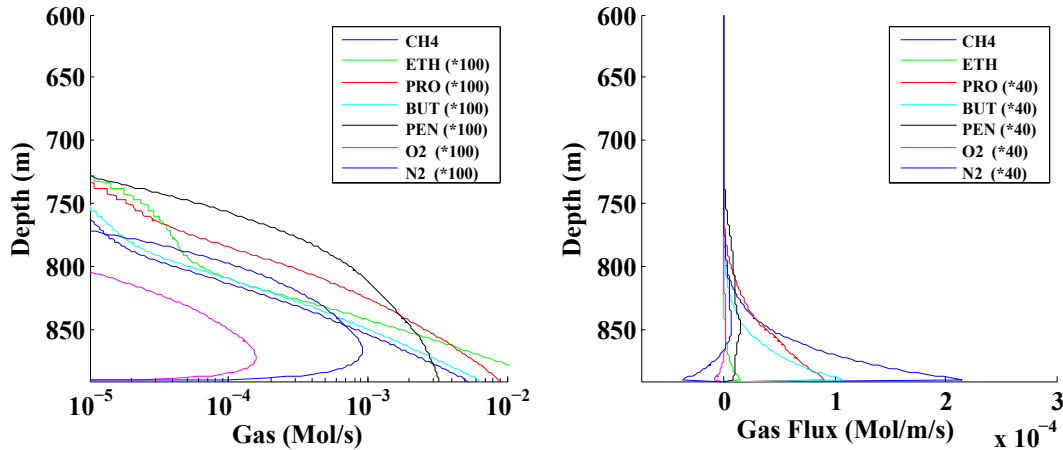 600
650
700
750
800
850
Depth (m)
10−5
10−4
10−3
10−2
Gas (Mol/s)
CH4
ETH (*100)
PRO (*100)
BUT (*100)
PEN (*100)
O2 (*100)
N2 (*100)
600
650
700
750
800
850
Depth (m)
0
1
2
3
x 10−4
Gas Flux (Mol/m/s)
CH4
ETH
PRO (*40)
BUT (*40)
PEN (*40)
O2 (*40)
N2 (*40)